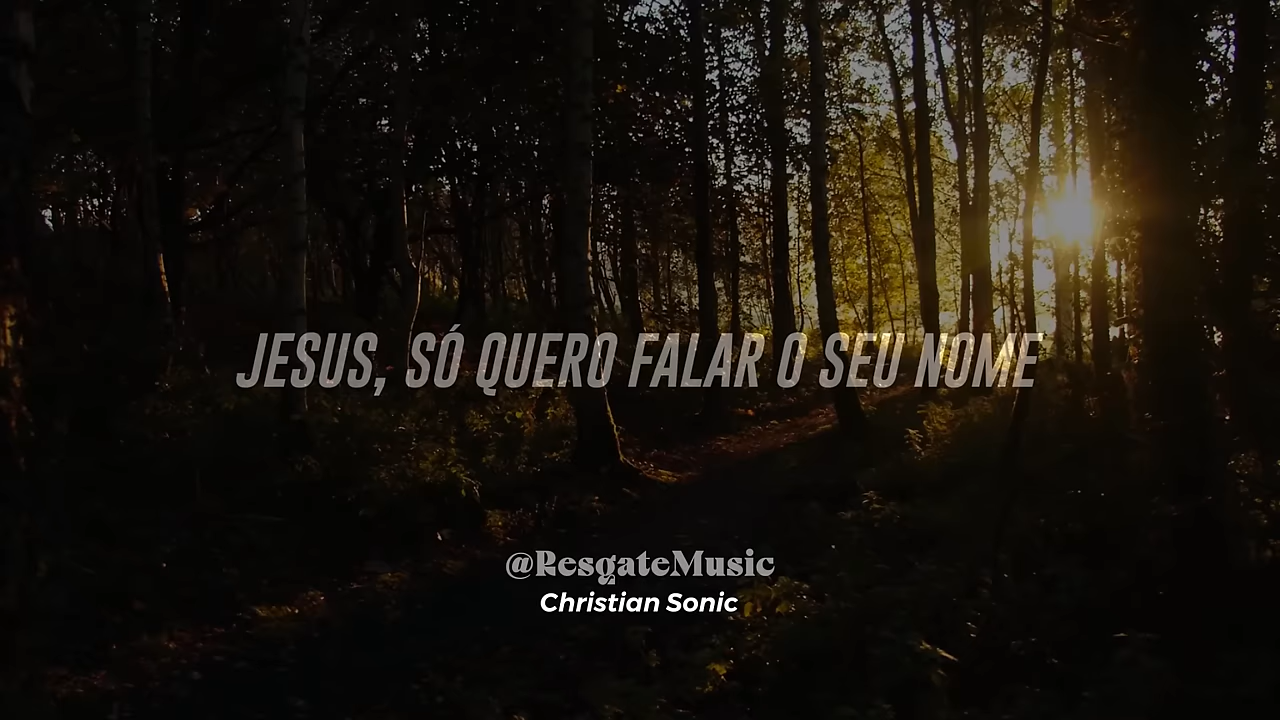 JESUS, SÓ QUERO FALAR O SEU NOME
@ResgateMusic
Christian Sonic